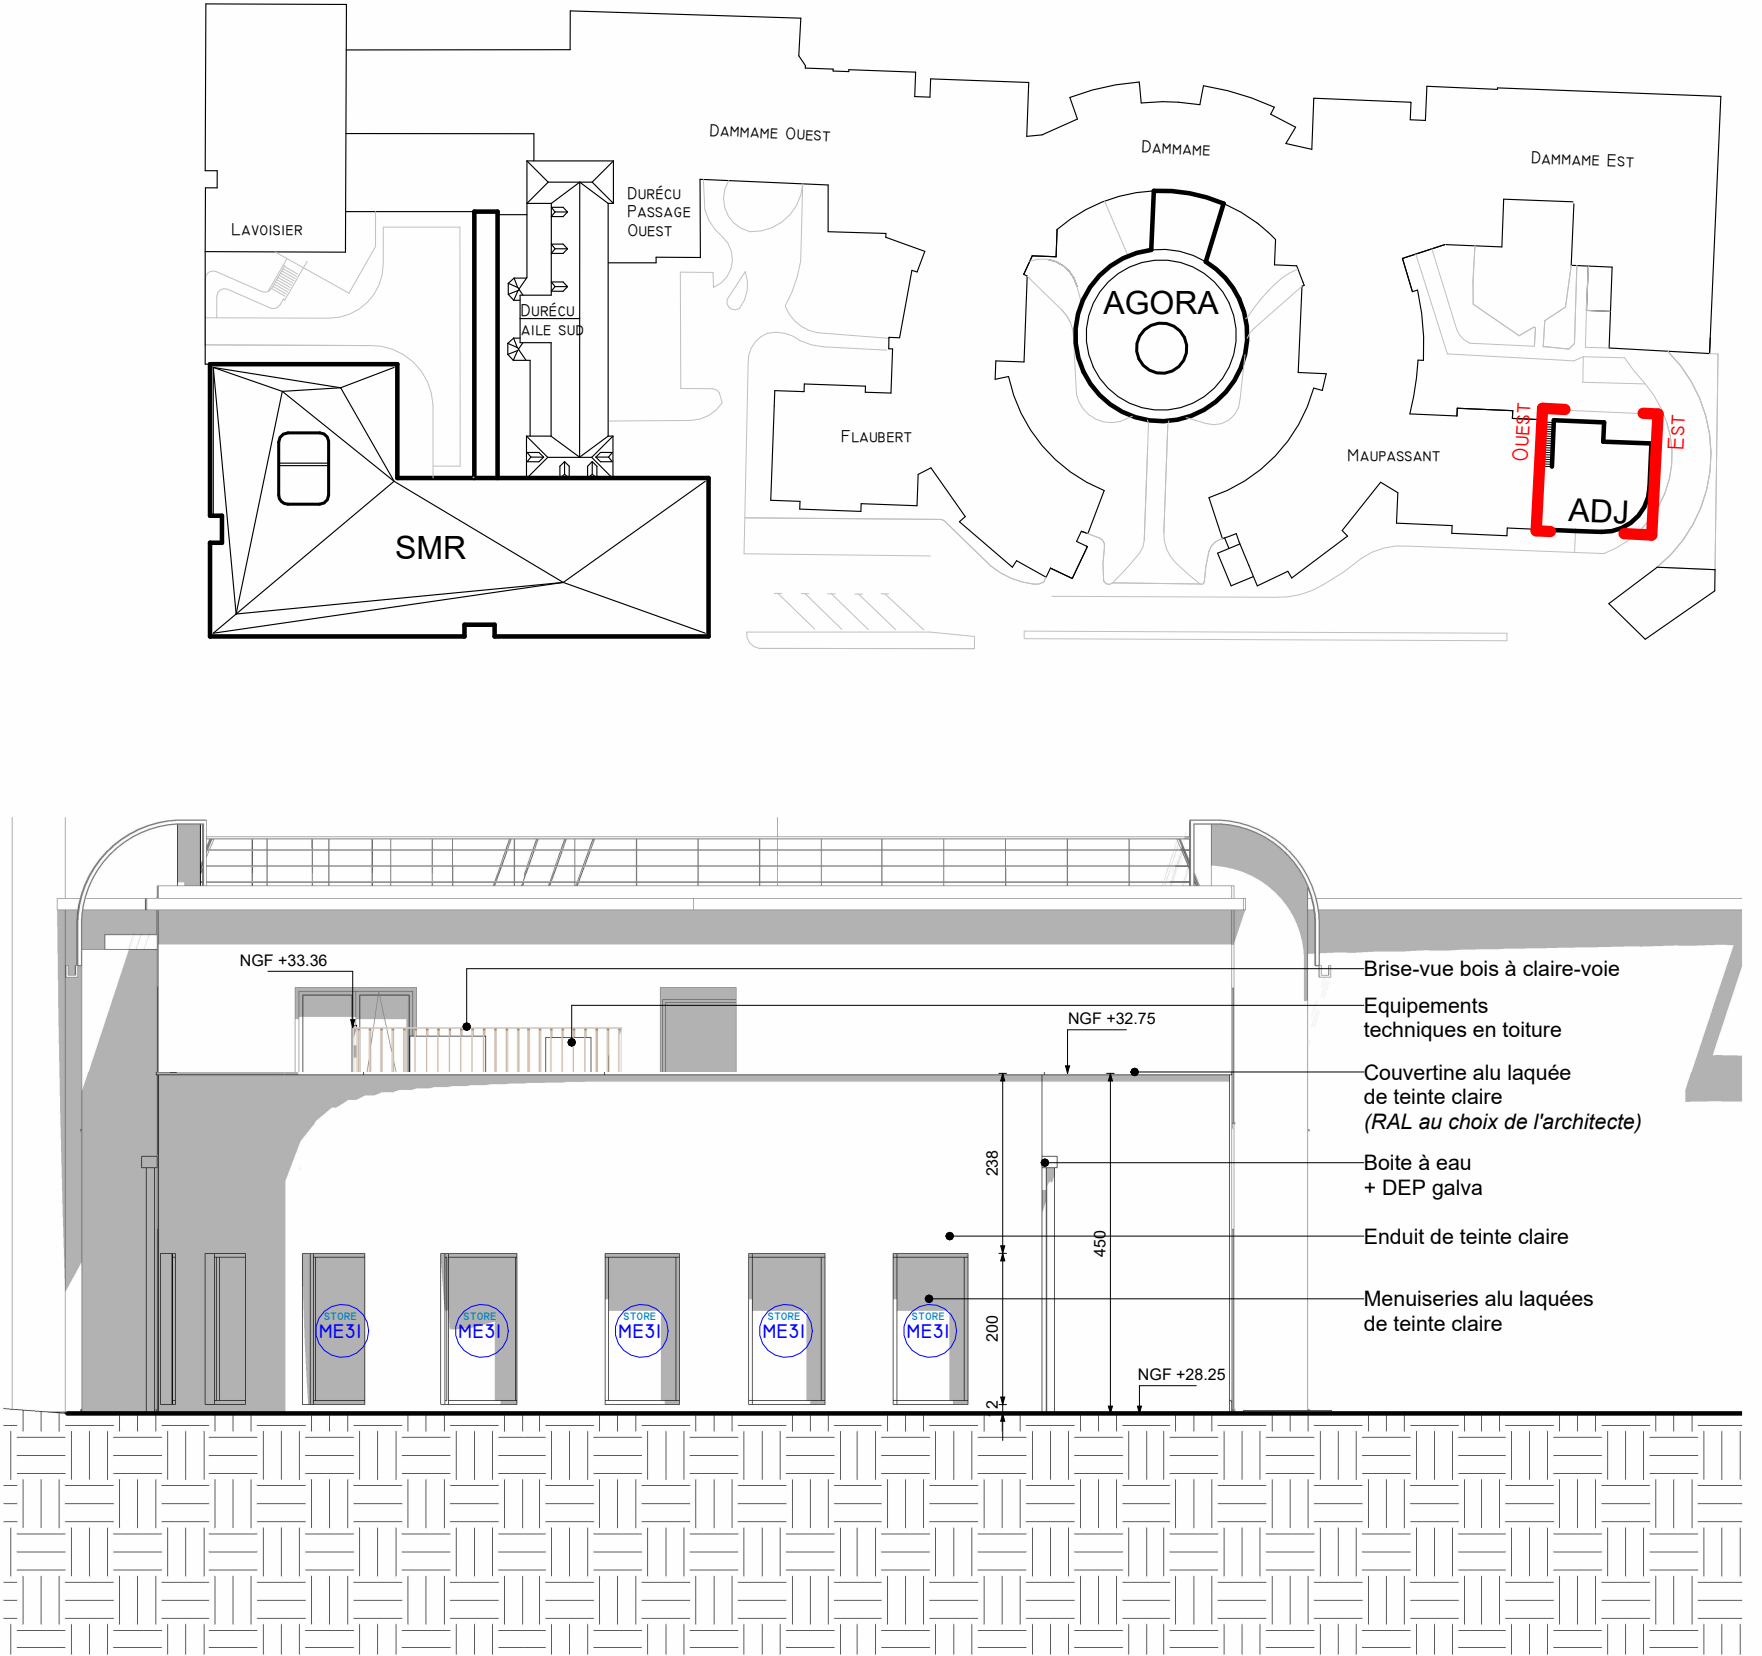 DAMMAME OUEST
DAMMAME
DAMMAME EST
DURÉCU
PASSAGE
OUEST
LAVOISIER
DURÉCU
AILE SUD
AGORA
FLAUBERT
MAUPASSANT
OUEST
EST
ADJ
SMR
NGF +33.36
NGF +32.75
Brise-vue bois à claire-voie
Equipements
techniques en toiture
Couvertine alu laquée
de teinte claire
(RAL au choix de l'architecte)
Boite à eau
+ DEP galva
238
450
Enduit de teinte claire
Menuiseries alu laquées
de teinte claire
200
STORE
ME31
STORE
ME31
STORE
ME31
STORE
ME31
STORE
ME31
NGF +28.25